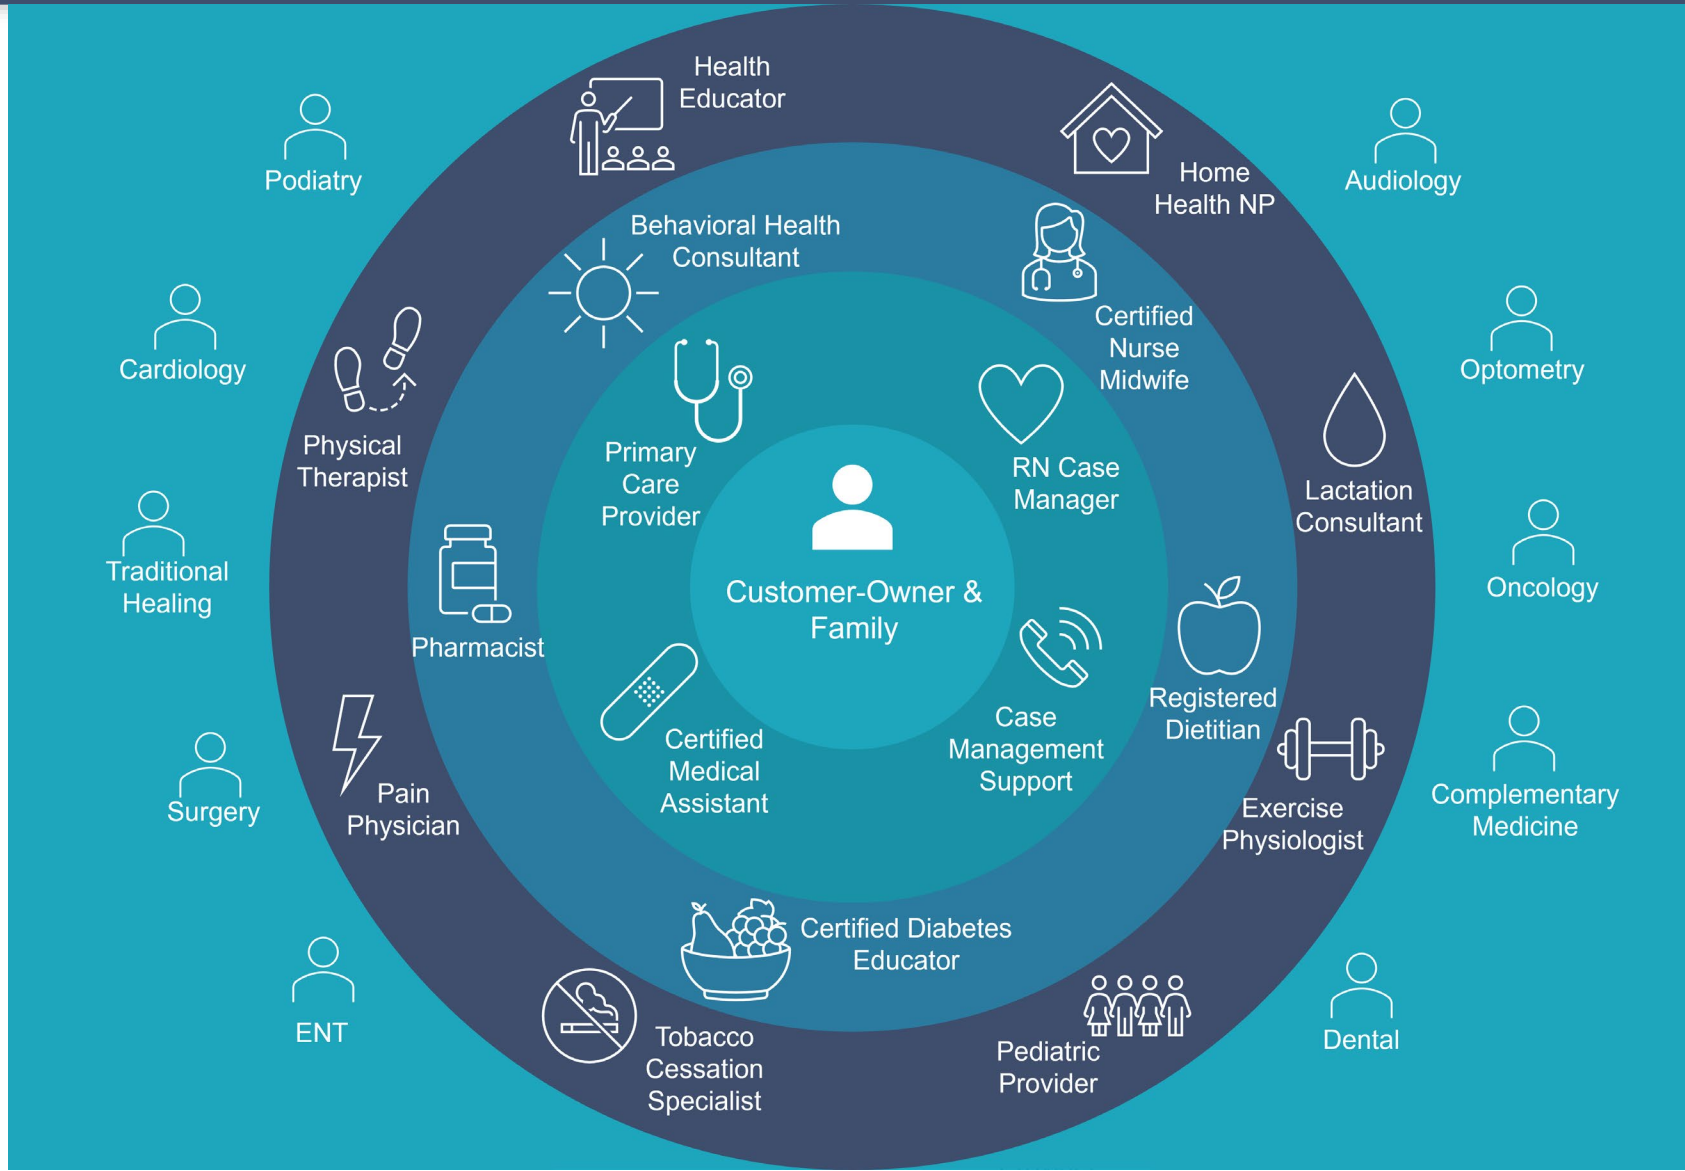 Health
Educator
Home
Health NP
Podiatry
Audiology
Behavioral Health
Consultant
Certified
Nurse
Midwife
Cardiology
Optometry
Physical
Therapist
Primary
Care
Provider
RN Case
Manager
Lactation
Consultant
Traditional
Healing
Customer-Owner &
Family
Oncology
Pharmacist
Registered
Dietitian
Certified
Medical
Assistant
Case
Management
Support
Surgery
Pain
Physician
Exercise
Physiologist
Complementary
Medicine
Certified Diabetes
Educator
ENT
Tobacco
Cessation
Specialist
Pediatric
Provider
Dental